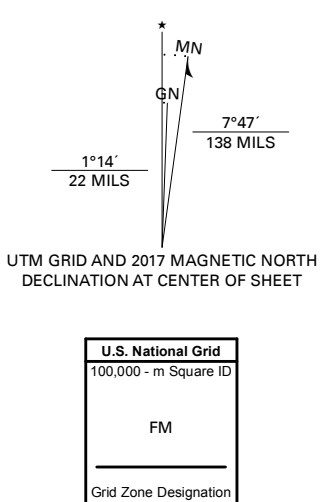 MN
GN
7°47´
138 MILS
1°14´
22 MILS
UTM GRID AND 2017 MAGNETIC NORTH
DECLINATION AT CENTER OF SHEET
U.S. National Grid
100,000 - m Square ID
FM
Grid Zone Designation